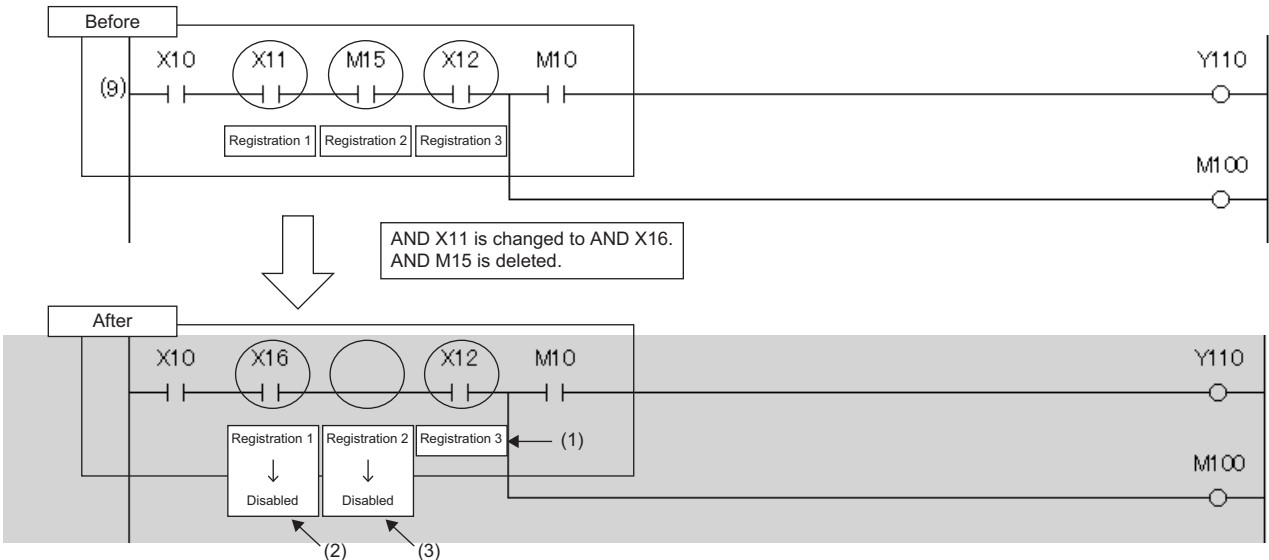 Before
X10 X11 M15 X12 M10 Y110
(9)
Registration 1 Registration 2 Registration 3
M100
AND X11 is changed to AND X16.
AND M15 is deleted.
After
X10 X16 X12 M10 Y110
Registration 1 Registration 2 Registration 3 (1)
↓ ↓
Disabled Disabled
M100
(2) (3)